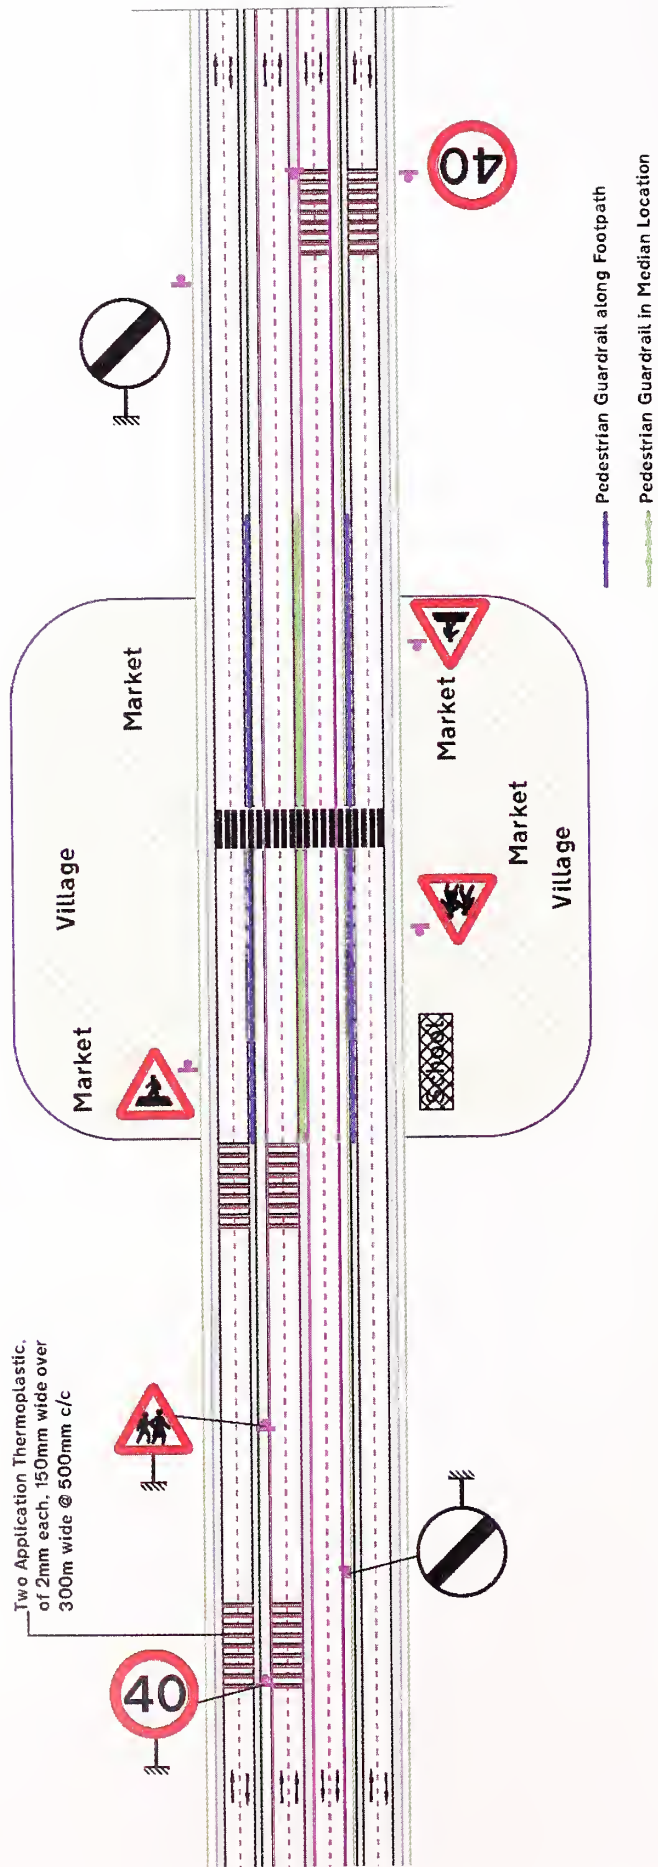 Two Application Thermoplastic.
of 2mm each, 150mm wide over
300m wide @ 500mm c/c
40
Market
Village
Market
School
Market
Village
Market
40
Pedestrian Guardrail along Footpath
Pedestrian Guardrail in Median Location